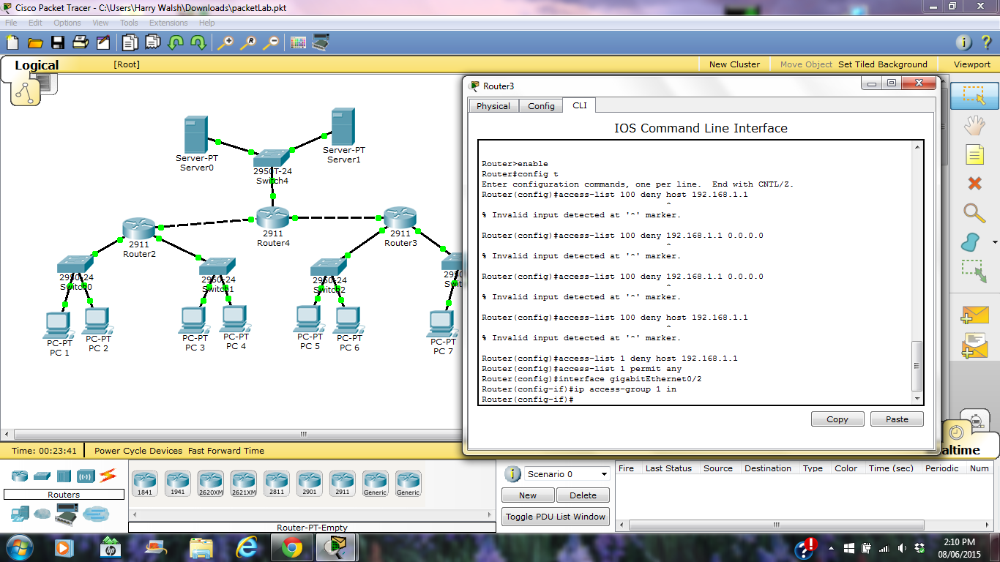 Cisco Packet Tracer - C:\Users\Harry Walsh\Downloads\packetLab.pkt
File Edit Options View Tools Extensions Help
Logical
[Root]
New Cluster
Move Object
Set Tiled Background
Viewport
Server-PT
Server0
Server-PT
Server1
2950T-24
Switch4
2911
Router2
2911
Router4
2911
Router3
2950-24
Switch0
2950-24
Switch1
2950-24
Switch2
PC-PT
PC 1
PC-PT
PC 2
PC-PT
PC 3
PC-PT
PC 4
PC-PT
PC 5
PC-PT
PC 6
PC-PT
PC 7
Router3
Physical Config CLI
IOS Command Line Interface
Router>enable
Router#config t
Enter configuration commands, one per line.  End with CNTL/Z.
Router(config)#access-list 100 deny host 192.168.1.1
^
% Invalid input detected at '^' marker.
Router(config)#access-list 100 deny 192.168.1.1 0.0.0.0
^
% Invalid input detected at '^' marker.
Router(config)#access-list 100 deny 192.168.1.1 0.0.0.0
^
% Invalid input detected at '^' marker.
Router(config)#access-list 100 deny host 192.168.1.1
^
% Invalid input detected at '^' marker.
Router(config)#access-list 1 deny host 192.168.1.1
Router(config)#access-list 1 permit any
Router(config)#interface gigabitEthernet0/2
Router(config-if)#ip access-group 1 in
Router(config-if)#
Copy
Paste
Time: 00:23:41
Power Cycle Devices Fast Forward Time
altime
Routers
1841 1941 2620XM 2621XM 2811 2901 2911 Generic Generic
Router-PT-Empty
Scenario 0
New
Delete
Toggle PDU List Window
Fire Last Status Source Destination Type Color Time (sec) Periodic Num
2:10 PM
08/06/2015